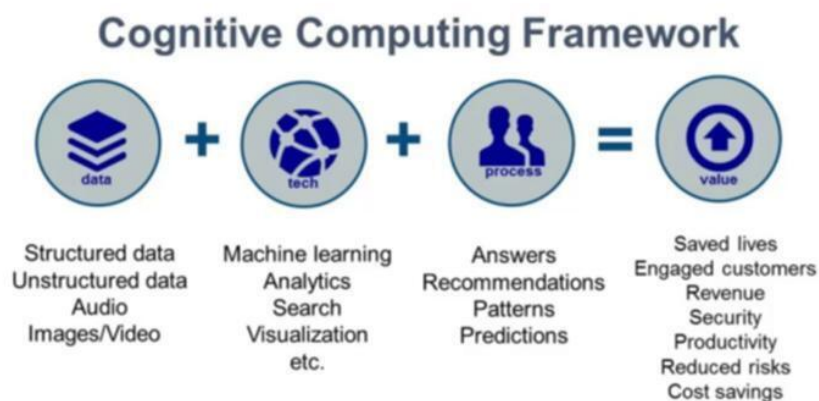 Cognitive Computing Framework
data
+
tech
+
process
=
value
Structured data
Unstructured data
Audio
Images/Video
Machine learning
Analytics
Search
Visualization
etc.
Answers
Recommendations
Patterns
Predictions
Saved lives
Engaged customers
Revenue
Security
Productivity
Reduced risks
Cost savings